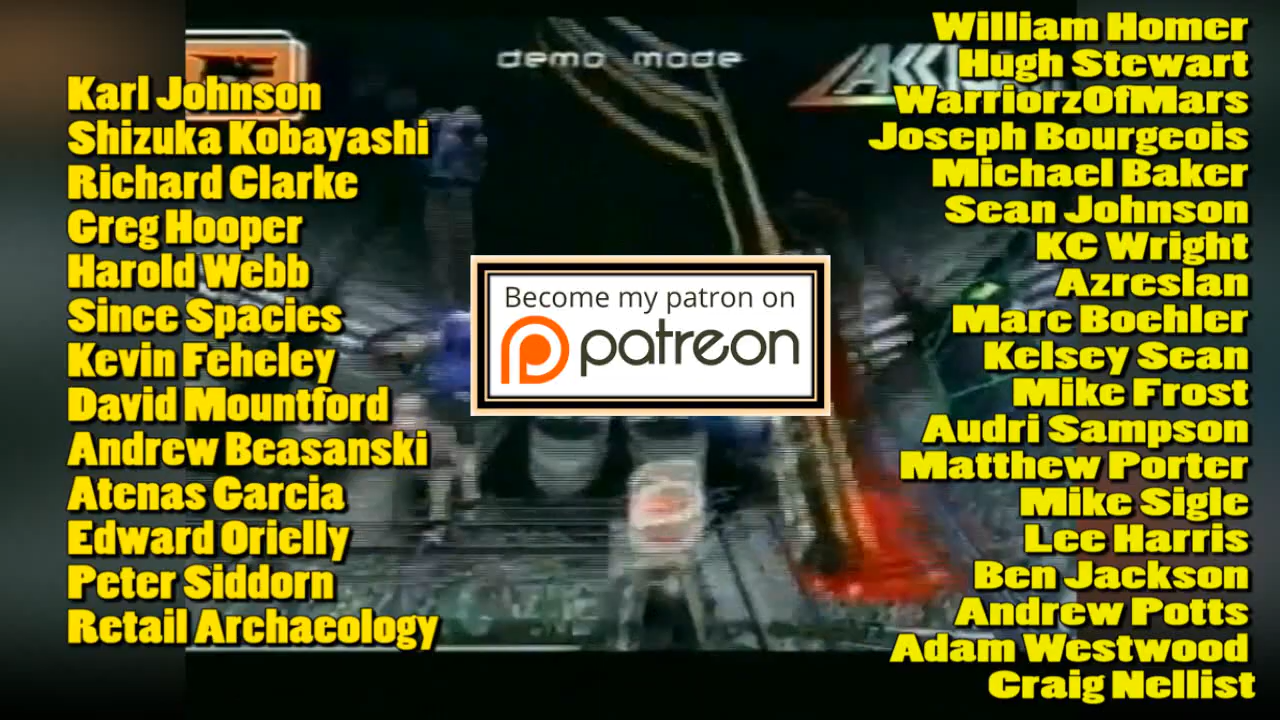 demo mode
Karl Johnson
Shizuka Kobayashi
Richard Clarke
Greg Hooper
Harold Webb
Since Spacies
Kevin Feheley
David Mountford
Andrew Beasanski
Atenas Garcia
Edward Orielly
Peter Siddorn
Retail Archaeology
Become my patron on
patreon
William Homer
Hugh Stewart
WarriorzOfMars
Joseph Bourgeois
Michael Baker
Sean Johnson
KC Wright
Azreslan
Marc Boehler
Kelsey Sean
Mike Frost
Audri Sampson
Matthew Porter
Mike Sigle
Lee Harris
Ben Jackson
Andrew Potts
Adam Westwood
Craig Nellist